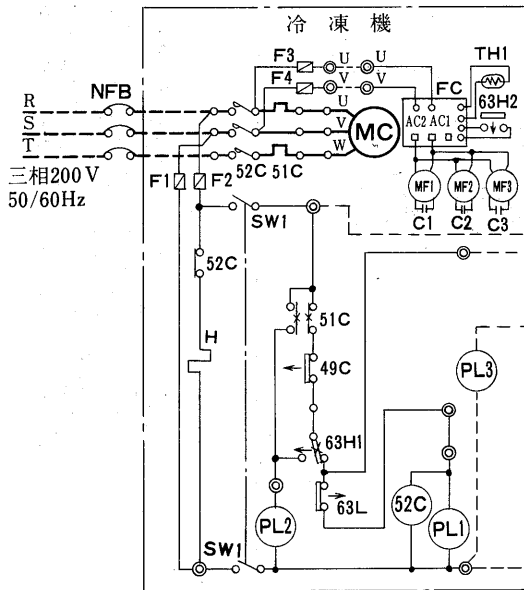 冷凍機
F3 U U
F4 V V
TH1
FC
63H2
NFB
R
S
T
U
V
W
MC
AC2 AC1
52C 51C
三相200V
50/60Hz
F1 F2
MF1 MF2 MF3
C1 C2 C3
SW1
52C
51C
H
49C
PL3
63H1
63L
52C
PL2
PL1
SW1